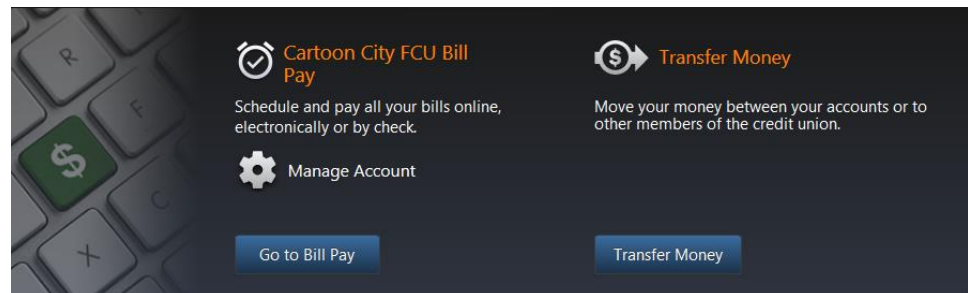 R
F
$
C
X
Cartoon City FCU Bill
Pay
Schedule and pay all your bills online,
electronically or by check.
Manage Account
Go to Bill Pay
$
Transfer Money
Move your money between your accounts or to
other members of the credit union.
Transfer Money